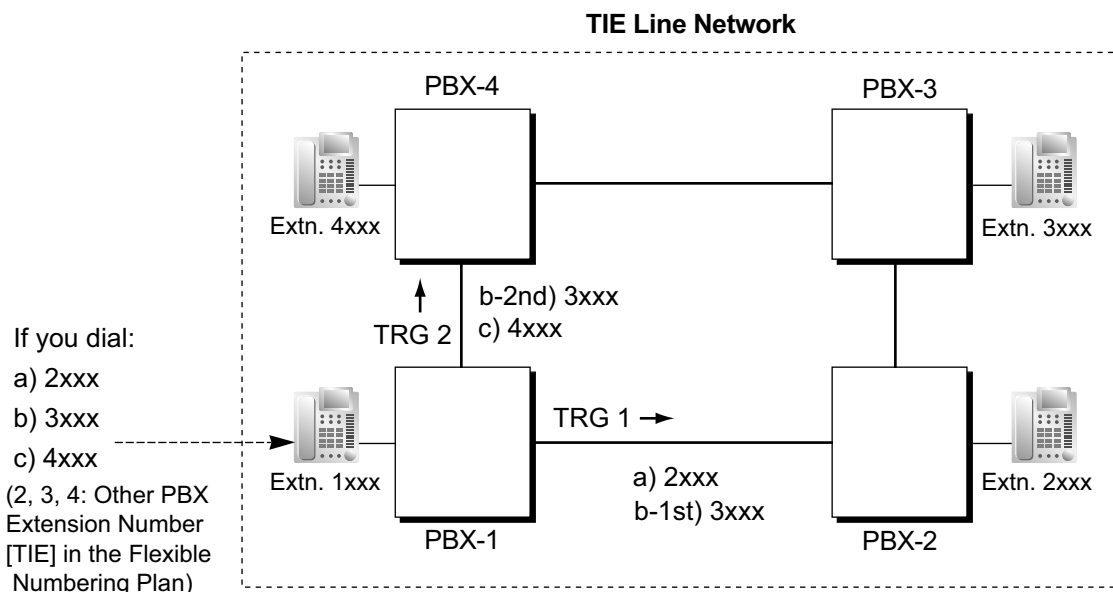 TIE Line Network
PBX-4
PBX-3
Extn. 4xxx
Extn. 3xxx
b-2nd) 3xxx
TRG 2
c) 4xxx
If you dial:
a) 2xxx
b) 3xxx
c) 4xxx
(2, 3, 4: Other PBX
Extension Number
[TIE] in the Flexible
Numbering Plan)
TRG 1
Extn. 1xxx
a) 2xxx
b-1st) 3xxx
Extn. 2xxx
PBX-1
PBX-2